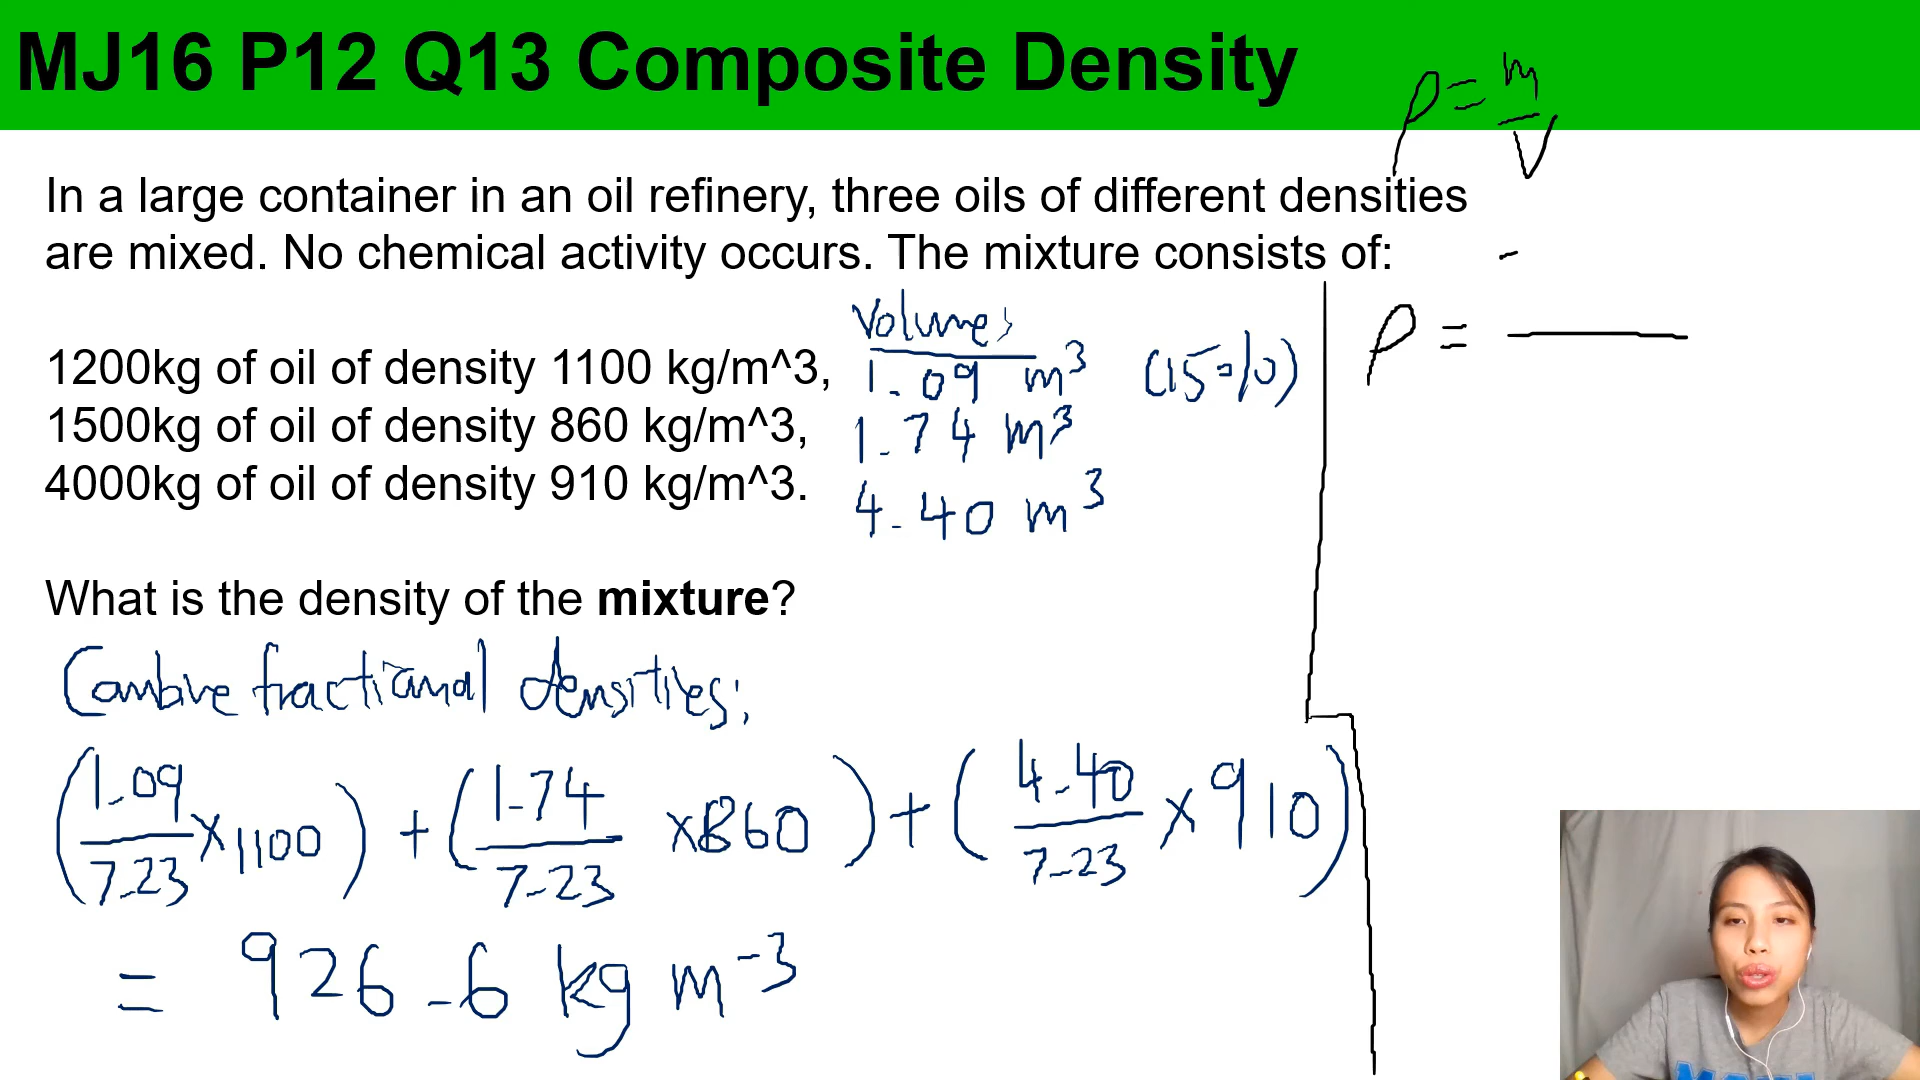 MJ16 P12 Q13 Composite Density
ρ = m/V
In a large container in an oil refinery, three oils of different densities
are mixed. No chemical activity occurs. The mixture consists of:
Volumes
1200kg of oil of density 1100 kg/m^3, 1.09 m³ (15%)
1500kg of oil of density 860 kg/m^3, 1.74 m³
4000kg of oil of density 910 kg/m^3. 4.40 m³
ρ =
What is the density of the mixture?
Combine fractional densities:
(1.09/7.23 × 1100) + (1.74/7.23 × 860) + (4.40/7.23 × 910)
= 926.6 kg m⁻³